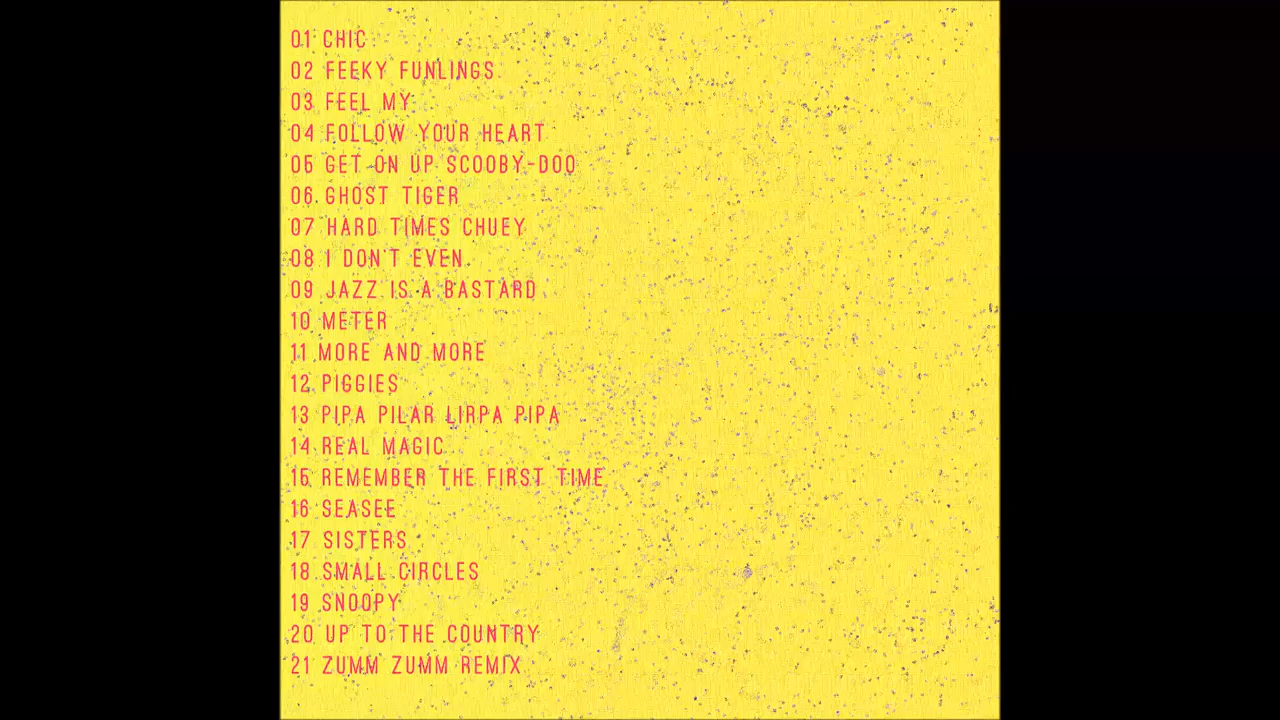 01 CHIC
02 FEEKY FUNLINGS
03 FEEL MY
04 FOLLOW YOUR HEART
05 GET ON UP SCOOBY-DOO
06 GHOST TIGER
07 HARD TIMES CHUEY
08 I DON'T EVEN
09 JAZZ IS A BASTARD
10 METER
11 MORE AND MORE
12 PIGGIES
13 PIPA PILAR LIRPA PIPA
14 REAL MAGIC
15 REMEMBER THE FIRST TIME
16 SEASEE
17 SISTERS
18 SMALL CIRCLES
19 SNOOPY
20 UP TO THE COUNTRY
21 ZUMM ZUMM REMIX